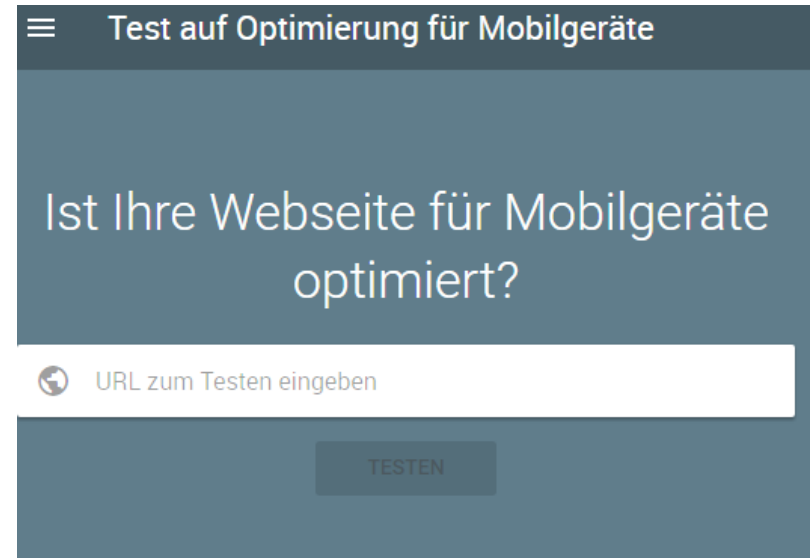 Test auf Optimierung für Mobilgeräte
Ist Ihre Webseite für Mobilgeräte
optimiert?
URL zum Testen eingeben
TESTEN